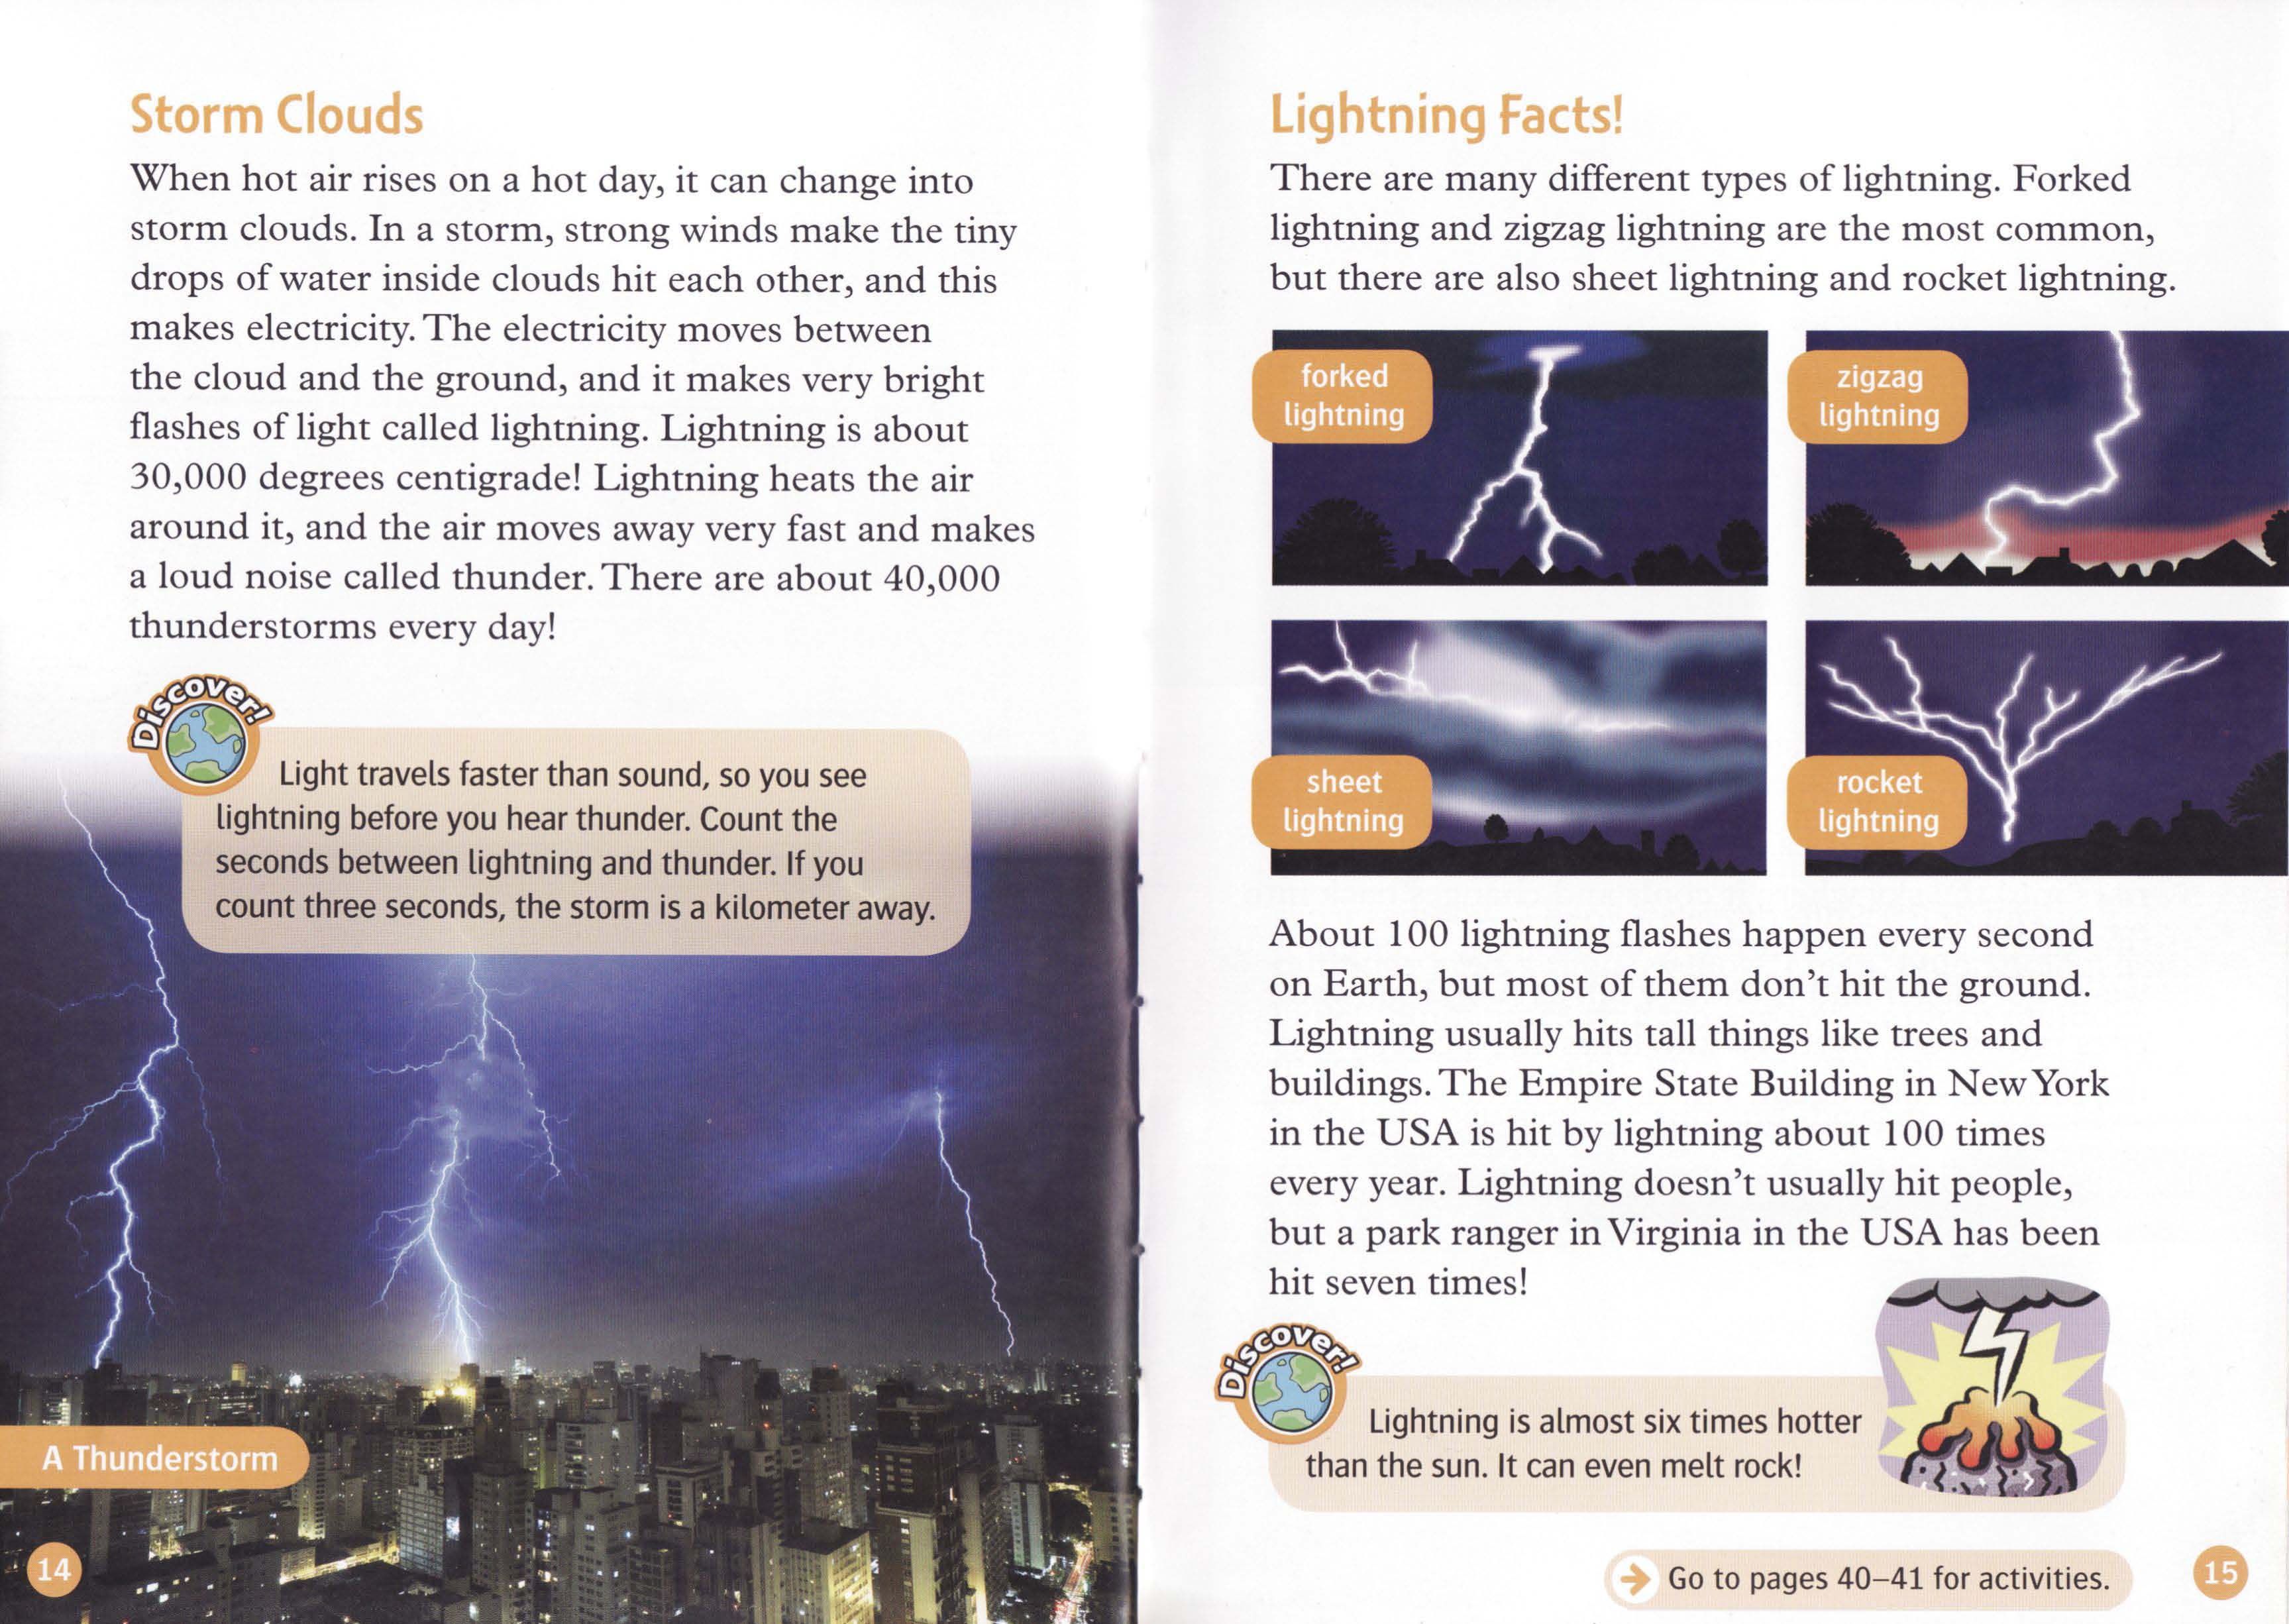 Storm Clouds
When hot air rises on a hot day, it can change into
storm clouds. In a storm, strong winds make the tiny
drops of water inside clouds hit each other, and this
makes electricity. The electricity moves between
the cloud and the ground, and it makes very bright
flashes of light called lightning. Lightning is about
30,000 degrees centigrade! Lightning heats the air
around it, and the air moves away very fast and makes
a loud noise called thunder. There are about 40,000
thunderstorms every day!
Discover!
Light travels faster than sound, so you see
lightning before you hear thunder. Count the
seconds between lightning and thunder. If you
count three seconds, the storm is a kilometer away.
A Thunderstorm
14
Lightning Facts!
There are many different types of lightning. Forked
lightning and zigzag lightning are the most common,
but there are also sheet lightning and rocket lightning.
forked
lightning
zigzag
lightning
sheet
lightning
rocket
lightning
About 100 lightning flashes happen every second
on Earth, but most of them don't hit the ground.
Lightning usually hits tall things like trees and
buildings. The Empire State Building in New York
in the USA is hit by lightning about 100 times
every year. Lightning doesn't usually hit people,
but a park ranger in Virginia in the USA has been
hit seven times!
Discover!
Lightning is almost six times hotter
than the sun. It can even melt rock!
Go to pages 40–41 for activities.
15